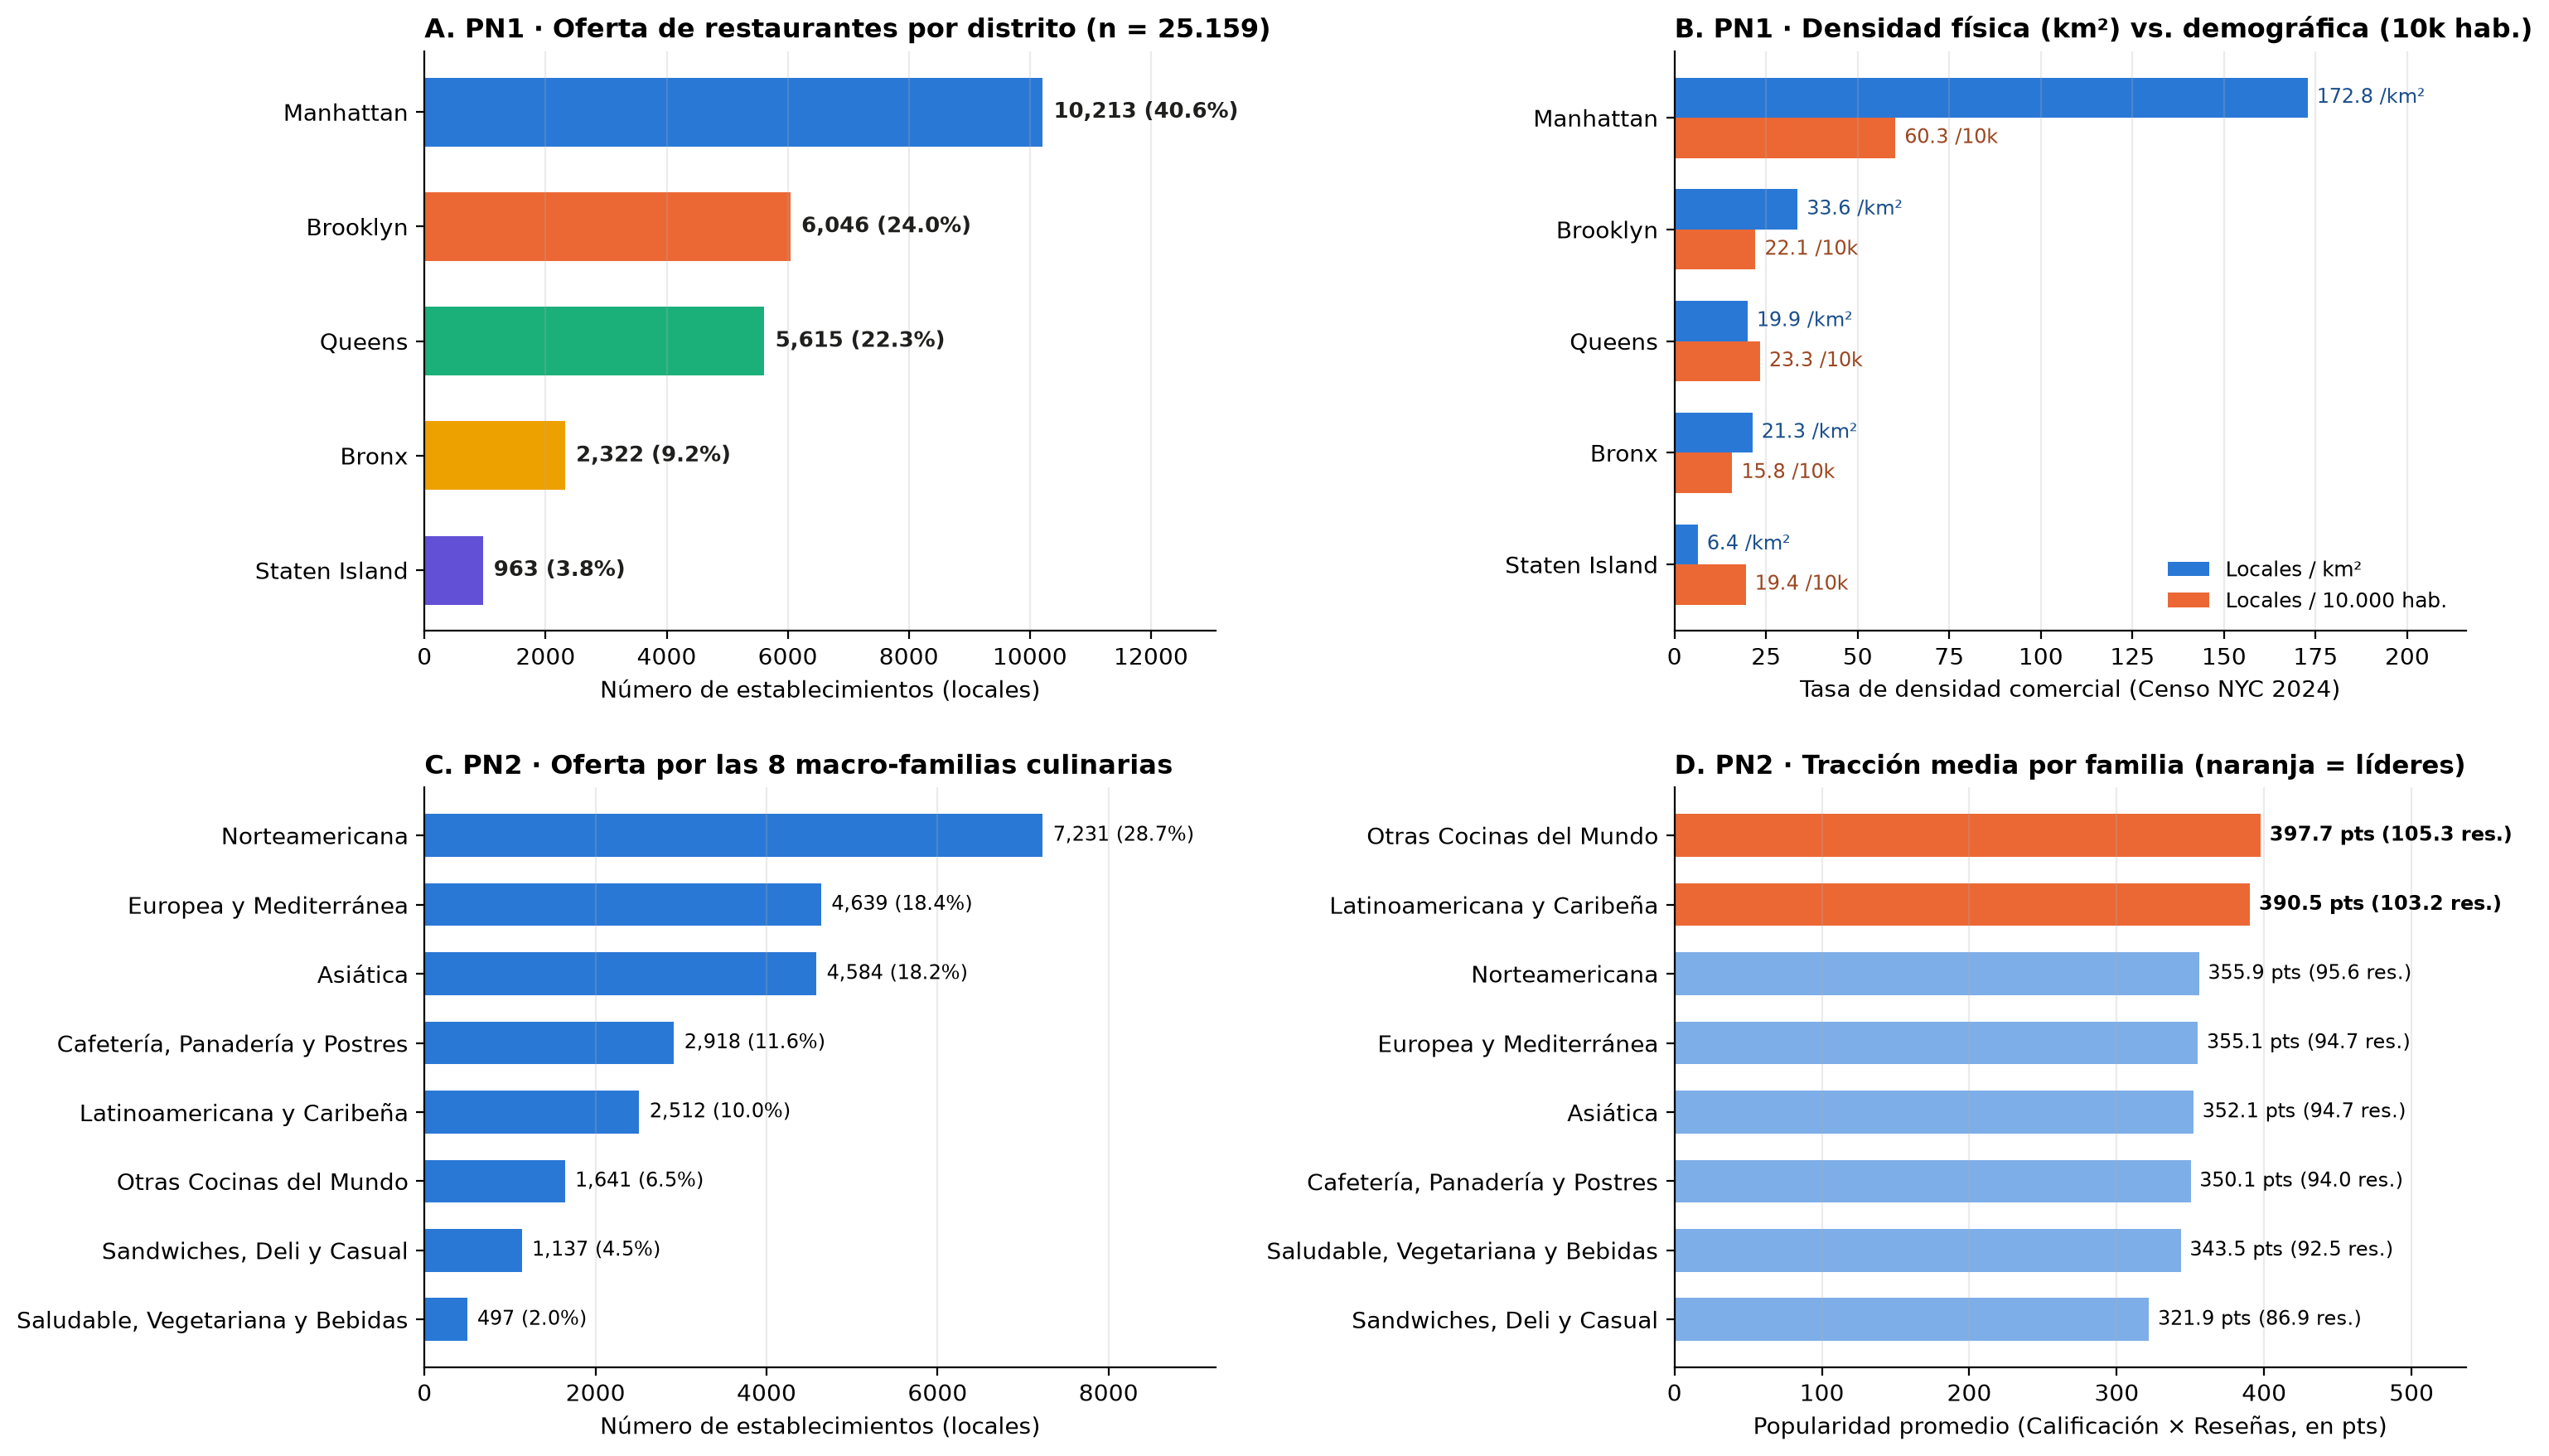 A. PN1 · Oferta de restaurantes por distrito (n = 25.159)
Manhattan
10,213 (40.6%)
Brooklyn
6,046 (24.0%)
Queens
5,615 (22.3%)
Bronx
2,322 (9.2%)
Staten Island
963 (3.8%)
0 2000 4000 6000 8000 10000 12000
Número de establecimientos (locales)
B. PN1 · Densidad física (km²) vs. demográfica (10k hab.)
Manhattan
172.8 /km²
60.3 /10k
Brooklyn
33.6 /km²
22.1 /10k
Queens
19.9 /km²
23.3 /10k
Bronx
21.3 /km²
15.8 /10k
Staten Island
6.4 /km²
19.4 /10k
Locales / km²
Locales / 10.000 hab.
0 25 50 75 100 125 150 175 200
Tasa de densidad comercial (Censo NYC 2024)
C. PN2 · Oferta por las 8 macro-familias culinarias
Norteamericana
7,231 (28.7%)
Europea y Mediterránea
4,639 (18.4%)
Asiática
4,584 (18.2%)
Cafetería, Panadería y Postres
2,918 (11.6%)
Latinoamericana y Caribeña
2,512 (10.0%)
Otras Cocinas del Mundo
1,641 (6.5%)
Sandwiches, Deli y Casual
1,137 (4.5%)
Saludable, Vegetariana y Bebidas
497 (2.0%)
0 2000 4000 6000 8000
Número de establecimientos (locales)
D. PN2 · Tracción media por familia (naranja = líderes)
Otras Cocinas del Mundo
397.7 pts (105.3 res.)
Latinoamericana y Caribeña
390.5 pts (103.2 res.)
Norteamericana
355.9 pts (95.6 res.)
Europea y Mediterránea
355.1 pts (94.7 res.)
Asiática
352.1 pts (94.7 res.)
Cafetería, Panadería y Postres
350.1 pts (94.0 res.)
Saludable, Vegetariana y Bebidas
343.5 pts (92.5 res.)
Sandwiches, Deli y Casual
321.9 pts (86.9 res.)
0 100 200 300 400 500
Popularidad promedio (Calificación × Reseñas, en pts)